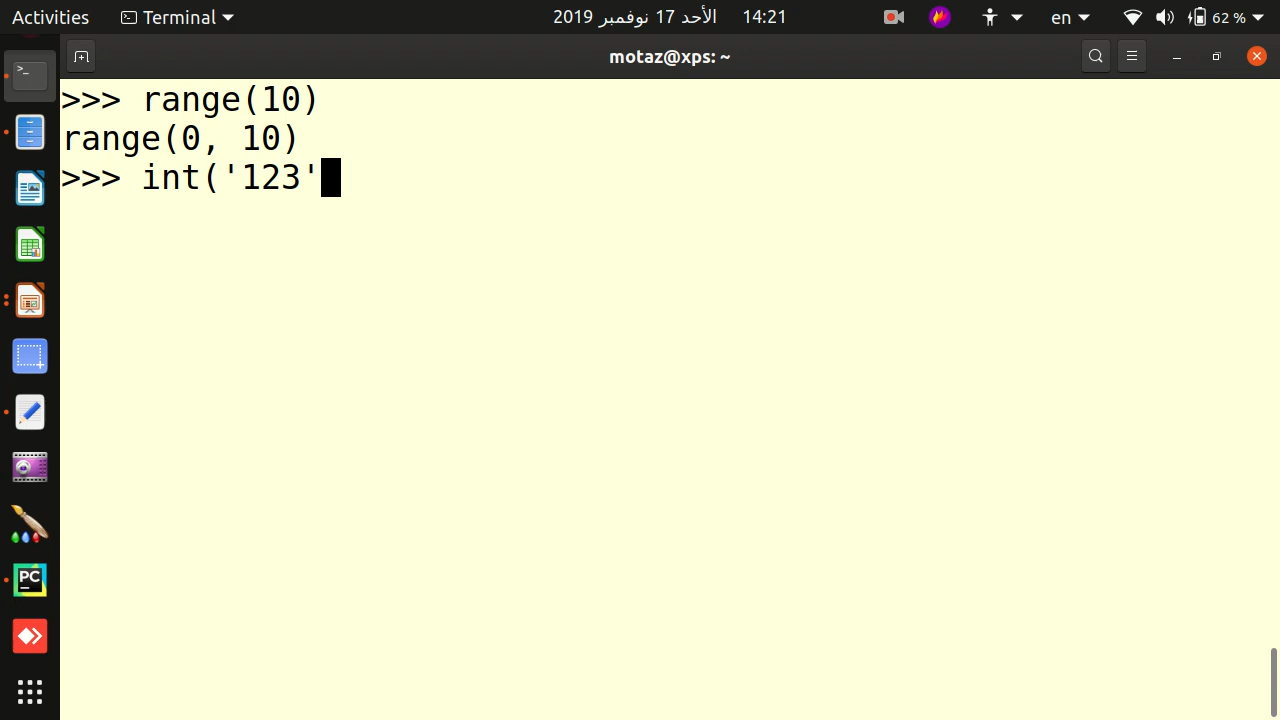 Activities Terminal الأحد 17 نوفمبر 2019 14:21 en 62 %
motaz@xps: ~
>>> range(10)
range(0, 10)
>>> int('123'
>_
PC